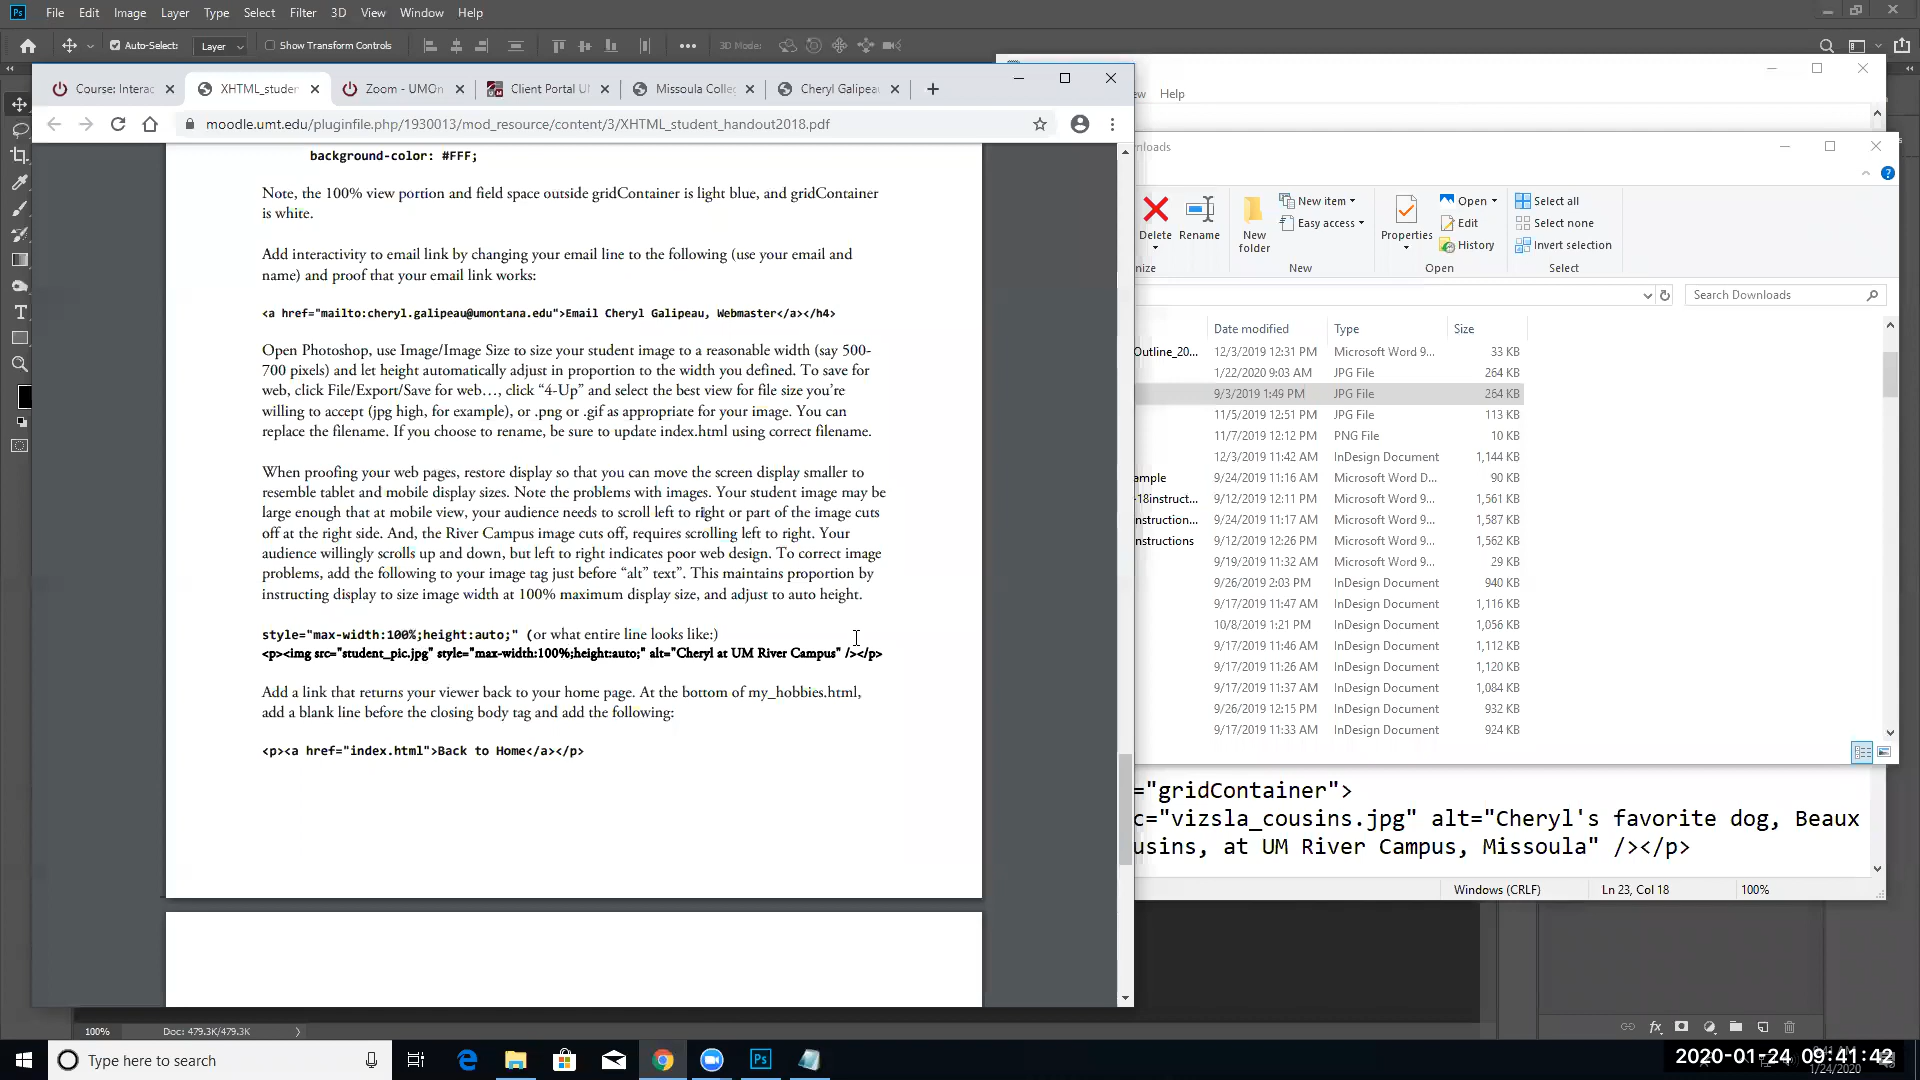 File Edit Image Layer Type Select Filter 3D View Window Help
Auto-Select: Layer Show Transform Controls 3D Mode:
Course: Interac XHTML_studen Zoom - UMOn Client Portal UM Missoula Colleg Cheryl Galipeau
moodle.umt.edu/pluginfile.php/1930013/mod_resource/content/3/XHTML_student_handout2018.pdf
background-color: #FFF;
Note, the 100% view portion and field space outside gridContainer is light blue, and gridContainer
is white.
Add interactivity to email link by changing your email line to the following (use your email and
name) and proof that your email link works:
<a href="mailto:cheryl.galipeau@umontana.edu">Email Cheryl Galipeau, Webmaster</a></h4>
Open Photoshop, use Image/Image Size to size your student image to a reasonable width (say 500-
700 pixels) and let height automatically adjust in proportion to the width you defined. To save for
web, click File/Export/Save for web…, click “4-Up” and select the best view for file size you’re
willing to accept (jpg high, for example), or .png or .gif as appropriate for your image. You can
replace the filename. If you choose to rename, be sure to update index.html using correct filename.
When proofing your web pages, restore display so that you can move the screen display smaller to
resemble tablet and mobile display sizes. Note the problems with images. Your student image may be
large enough that at mobile view, your audience needs to scroll left to right or part of the image cuts
off at the right side. And, the River Campus image cuts off, requires scrolling left to right. Your
audience willingly scrolls up and down, but left to right indicates poor web design. To correct image
problems, add the following to your image tag just before “alt” text”. This maintains proportion by
instructing display to size image width at 100% maximum display size, and adjust to auto height.
style="max-width:100%;height:auto;" (or what entire line looks like:)
<p><img src="student_pic.jpg" style="max-width:100%;height:auto;" alt="Cheryl at UM River Campus" /></p>
Add a link that returns your viewer back to your home page. At the bottom of my_hobbies.html,
add a blank line before the closing body tag and add the following:
<p><a href="index.html">Back to Home</a></p>
ew Help
nloads
Delete Rename New folder New item Easy access Properties Open Edit History Select all Select none Invert selection
nize New Open Select
Search Downloads
Date modified Type Size
Outline_20... 12/3/2019 12:31 PM Microsoft Word 9... 33 KB
1/22/2020 9:03 AM JPG File 264 KB
9/3/2019 1:49 PM JPG File 264 KB
11/5/2019 12:51 PM JPG File 113 KB
11/7/2019 12:12 PM PNG File 10 KB
12/3/2019 11:42 AM InDesign Document 1,144 KB
ample 9/24/2019 11:16 AM Microsoft Word D... 90 KB
-18instruct... 9/12/2019 12:11 PM Microsoft Word 9... 1,561 KB
nstruction... 9/24/2019 11:17 AM Microsoft Word 9... 1,587 KB
nstructions 9/12/2019 12:26 PM Microsoft Word 9... 1,562 KB
9/19/2019 11:32 AM Microsoft Word 9... 29 KB
9/26/2019 2:03 PM InDesign Document 940 KB
9/17/2019 11:47 AM InDesign Document 1,116 KB
10/8/2019 1:21 PM InDesign Document 1,056 KB
9/17/2019 11:46 AM InDesign Document 1,112 KB
9/17/2019 11:26 AM InDesign Document 1,120 KB
9/17/2019 11:37 AM InDesign Document 1,084 KB
9/26/2019 12:15 PM InDesign Document 932 KB
9/17/2019 11:33 AM InDesign Document 924 KB
="gridContainer">
c="vizsla_cousins.jpg" alt="Cheryl's favorite dog, Beaux
usins, at UM River Campus, Missoula" /></p>
Windows (CRLF) Ln 23, Col 18 100%
100% Doc: 479.3K/479.3K
Type here to search
2020-01-24 09:41:42
1/24/2020